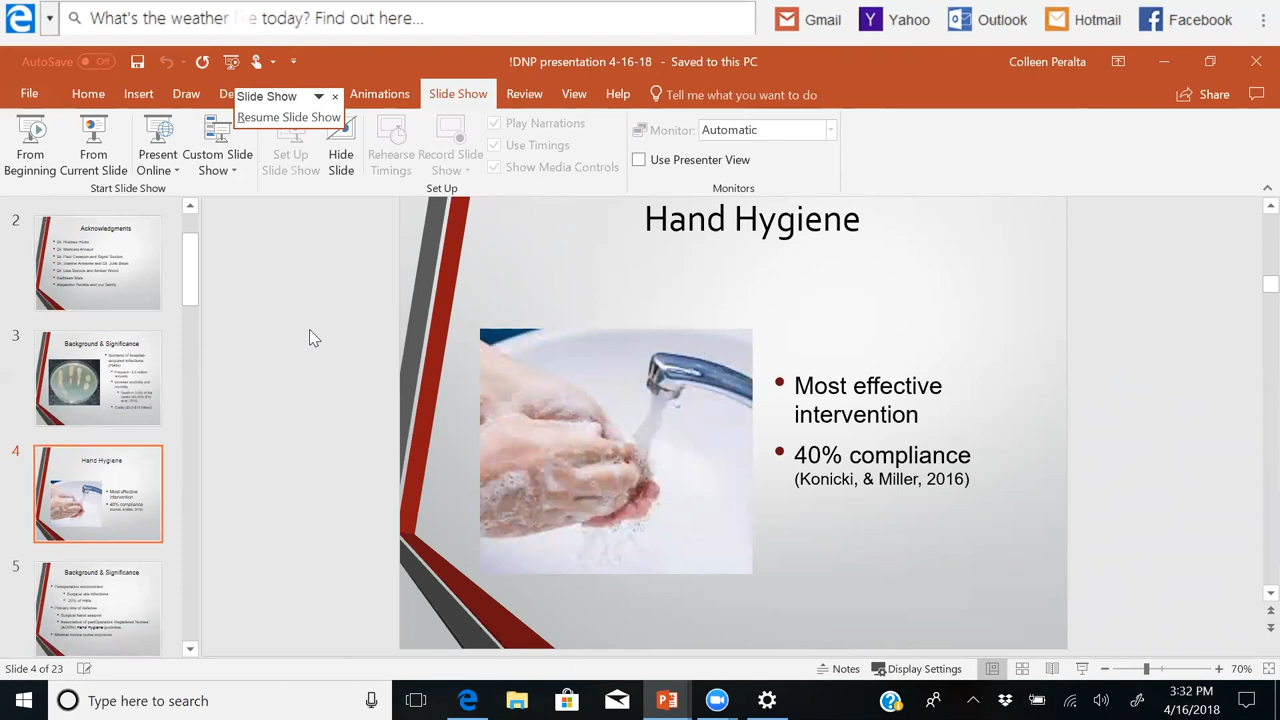 What's the weather like today? Find out here...
Gmail
Yahoo
Outlook
Hotmail
Facebook
AutoSave Off
!DNP presentation 4-16-18 - Saved to this PC
Colleen Peralta
File Home Insert Draw De Animations Slide Show Review View Help Tell me what you want to do Share
Slide Show
Resume Slide Show
From Beginning
From Current Slide
Present Online
Custom Slide Show
Set Up Slide Show
Hide Slide
Rehearse Timings
Record Slide Show
Play Narrations
Use Timings
Show Media Controls
Monitor: Automatic
Use Presenter View
Start Slide Show
Set Up
Monitors
2
Acknowledgments
3
Background & Significance
4
Hand Hygiene
Most effective
intervention
40% compliance
5
Background & Significance
Hand Hygiene
Most effective
intervention
40% compliance
(Konicki, & Miller, 2016)
Slide 4 of 23
Notes
Display Settings
70%
Type here to search
3:32 PM
4/16/2018